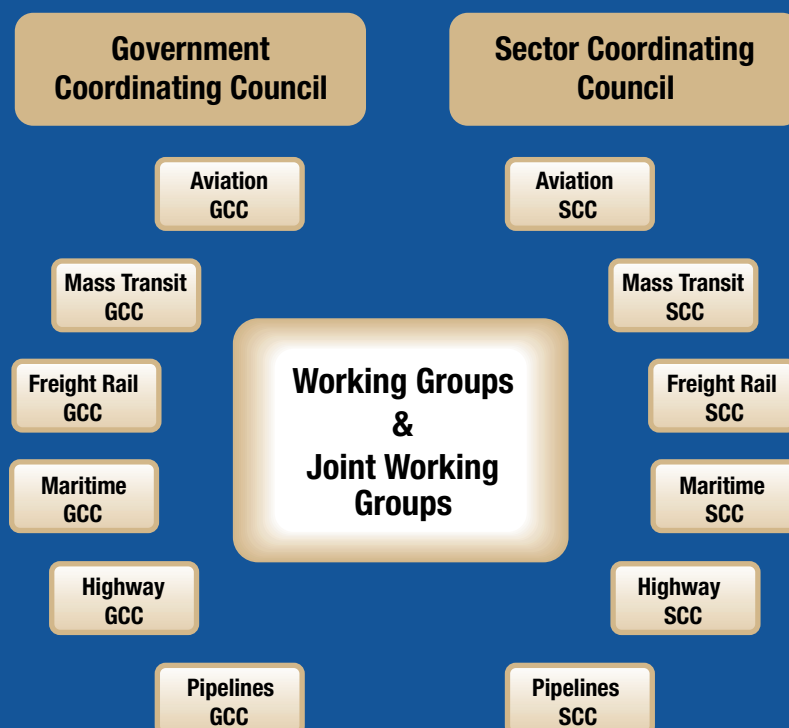 Government
Coordinating Council
Sector Coordinating
Council
Aviation
GCC
Aviation
SCC
Mass Transit
GCC
Mass Transit
SCC
Working Groups
&
Joint Working
Groups
Freight Rail
GCC
Freight Rail
SCC
Maritime
GCC
Maritime
SCC
Highway
GCC
Highway
SCC
Pipelines
GCC
Pipelines
SCC